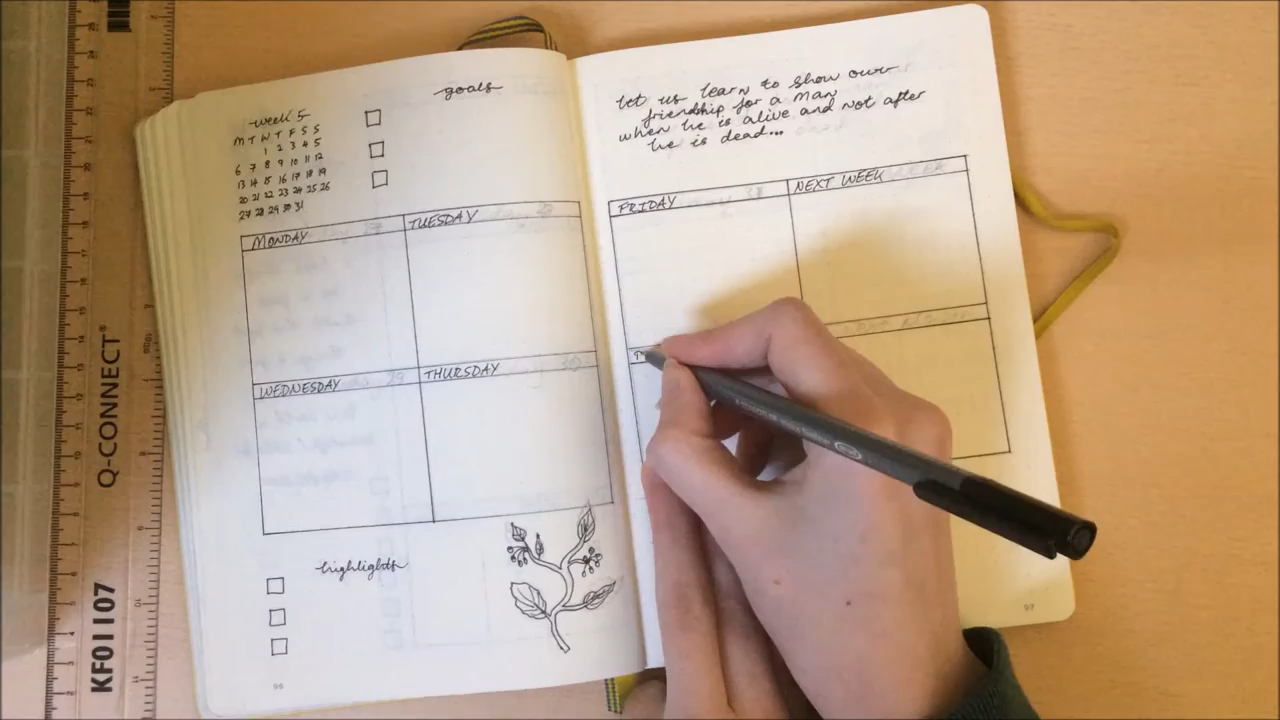 week 5
M T W T F S S
1 2 3 4 5
6 7 8 9 10 11 12
13 14 15 16 17 18 19
20 21 22 23 24 25 26
27 28 29 30 31
goals
MONDAY
TUESDAY
WEDNESDAY
THURSDAY
highlights
96
let us learn to show our
friendship for a man
when he is alive and not after
he is dead...
FRIDAY
NEXT WEEK
97
Q-CONNECT®
KF01107